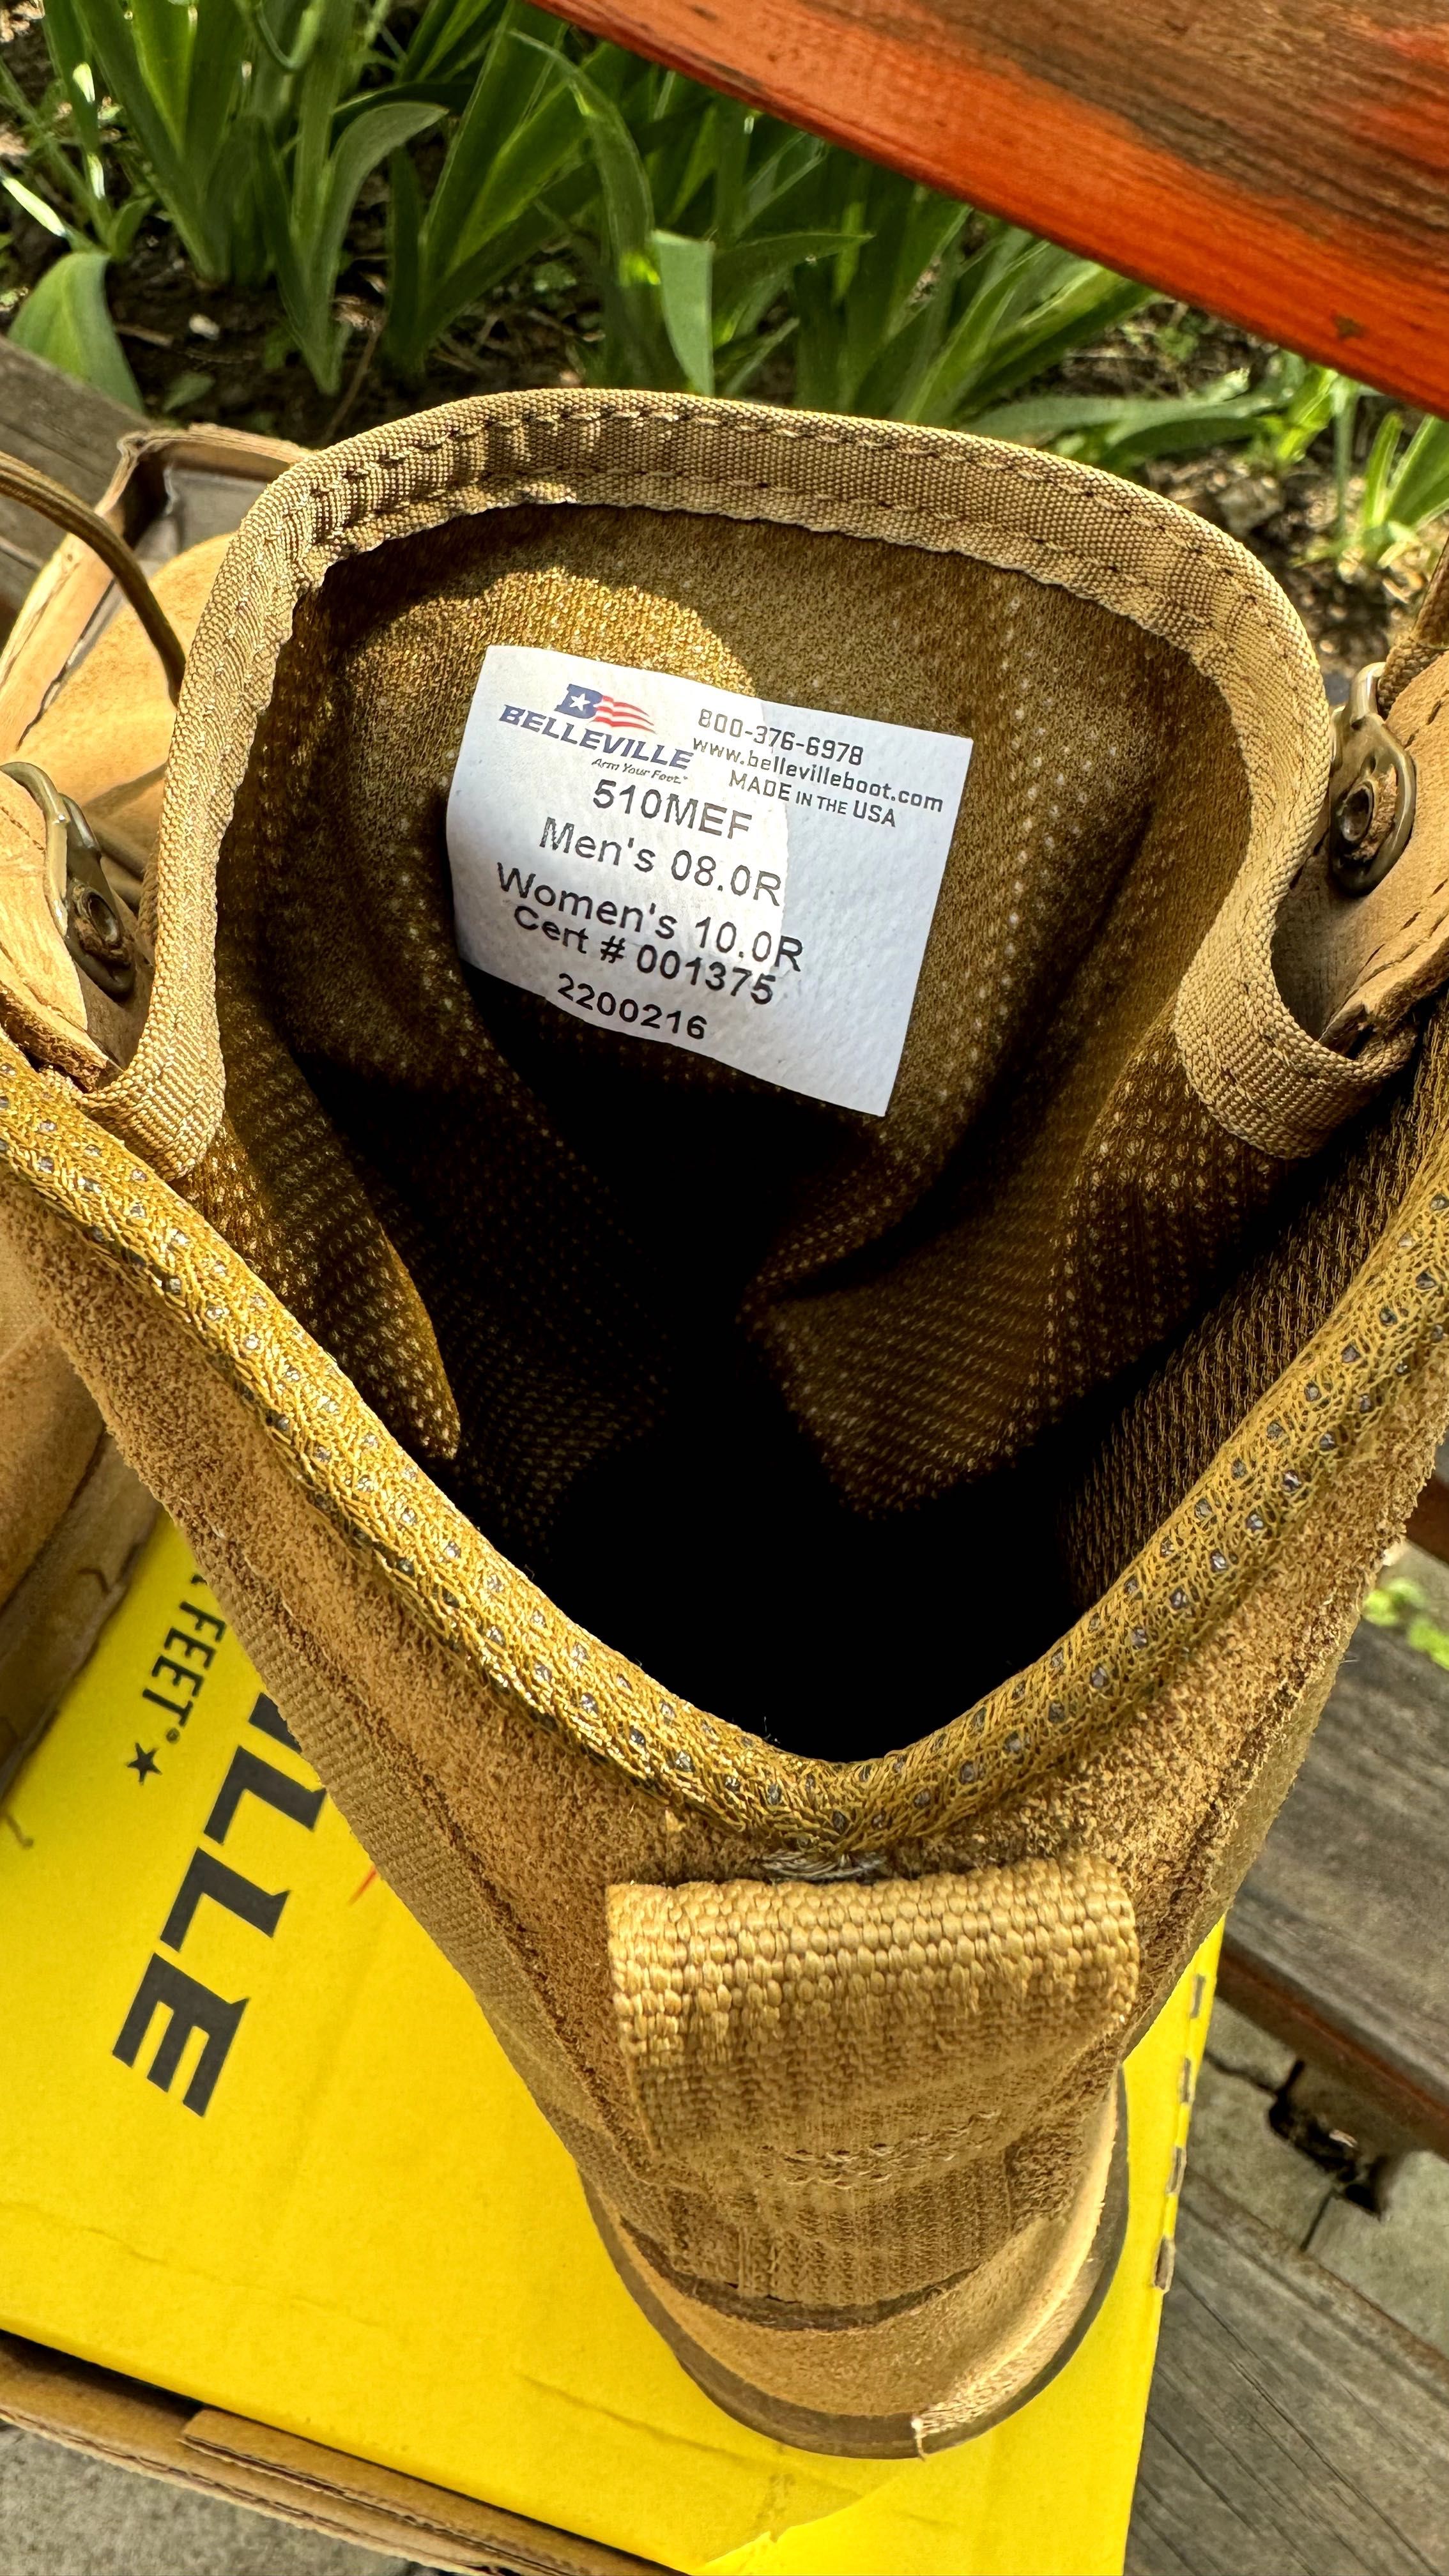 BELLEVILLE
Arm Your Feet
800-376-6978
www.bellevilleboot.com
MADE IN THE USA
510MEF
Men's 08.0R
Women's 10.0R
Cert # 001375
2200216
FEET®
ILLE